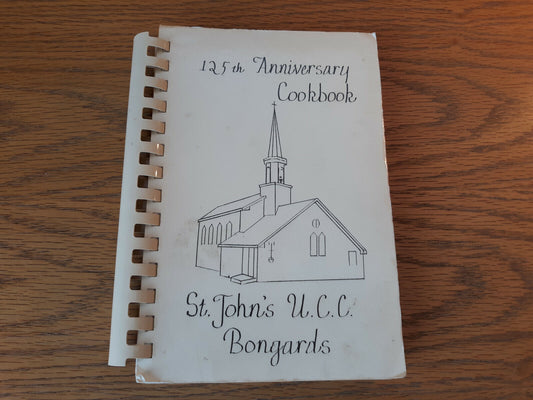 125th Anniversary
Cookbook
St. John's U.C.C.
Bongards